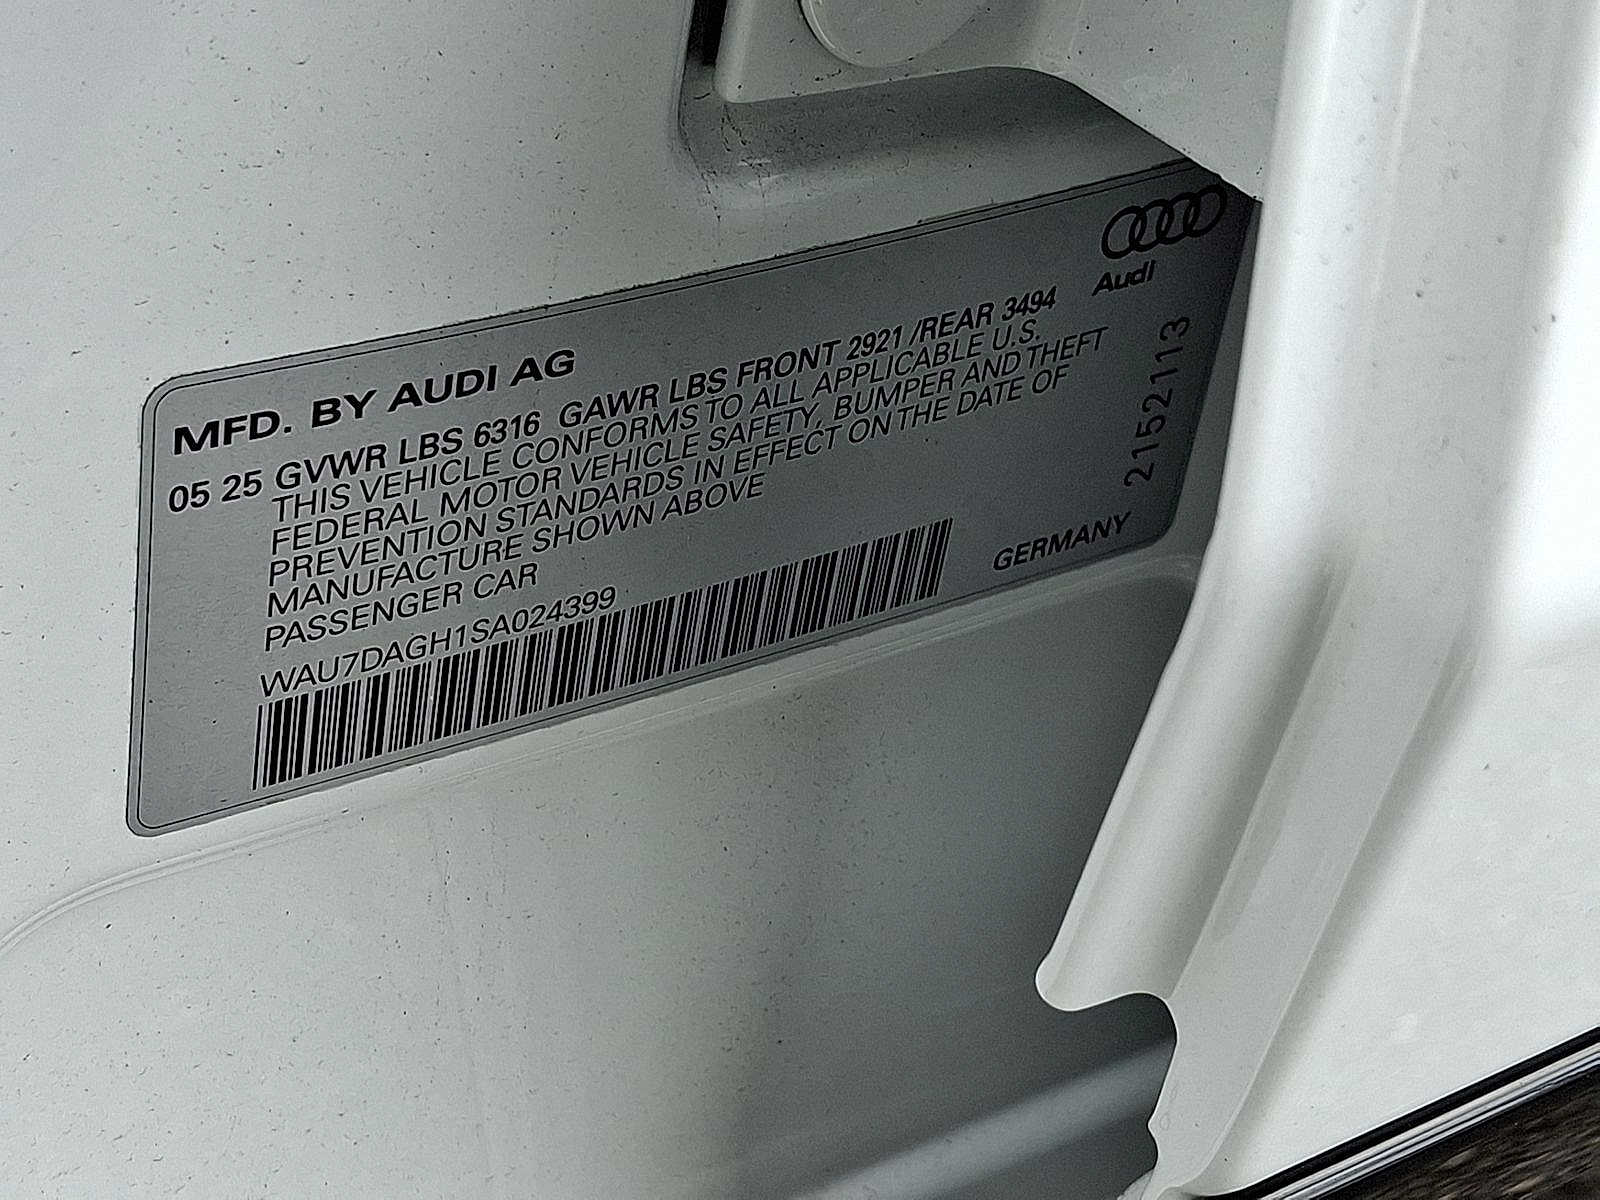 Audi
MFD. BY AUDI AG
05 25 GVWR LBS 6316 GAWR LBS FRONT 2921 /REAR 3494
THIS VEHICLE CONFORMS TO ALL APPLICABLE U.S.
FEDERAL MOTOR VEHICLE SAFETY, BUMPER AND THEFT
PREVENTION STANDARDS IN EFFECT ON THE DATE OF
MANUFACTURE SHOWN ABOVE
PASSENGER CAR
WAU7DAGH1SA024399
GERMANY
2152113